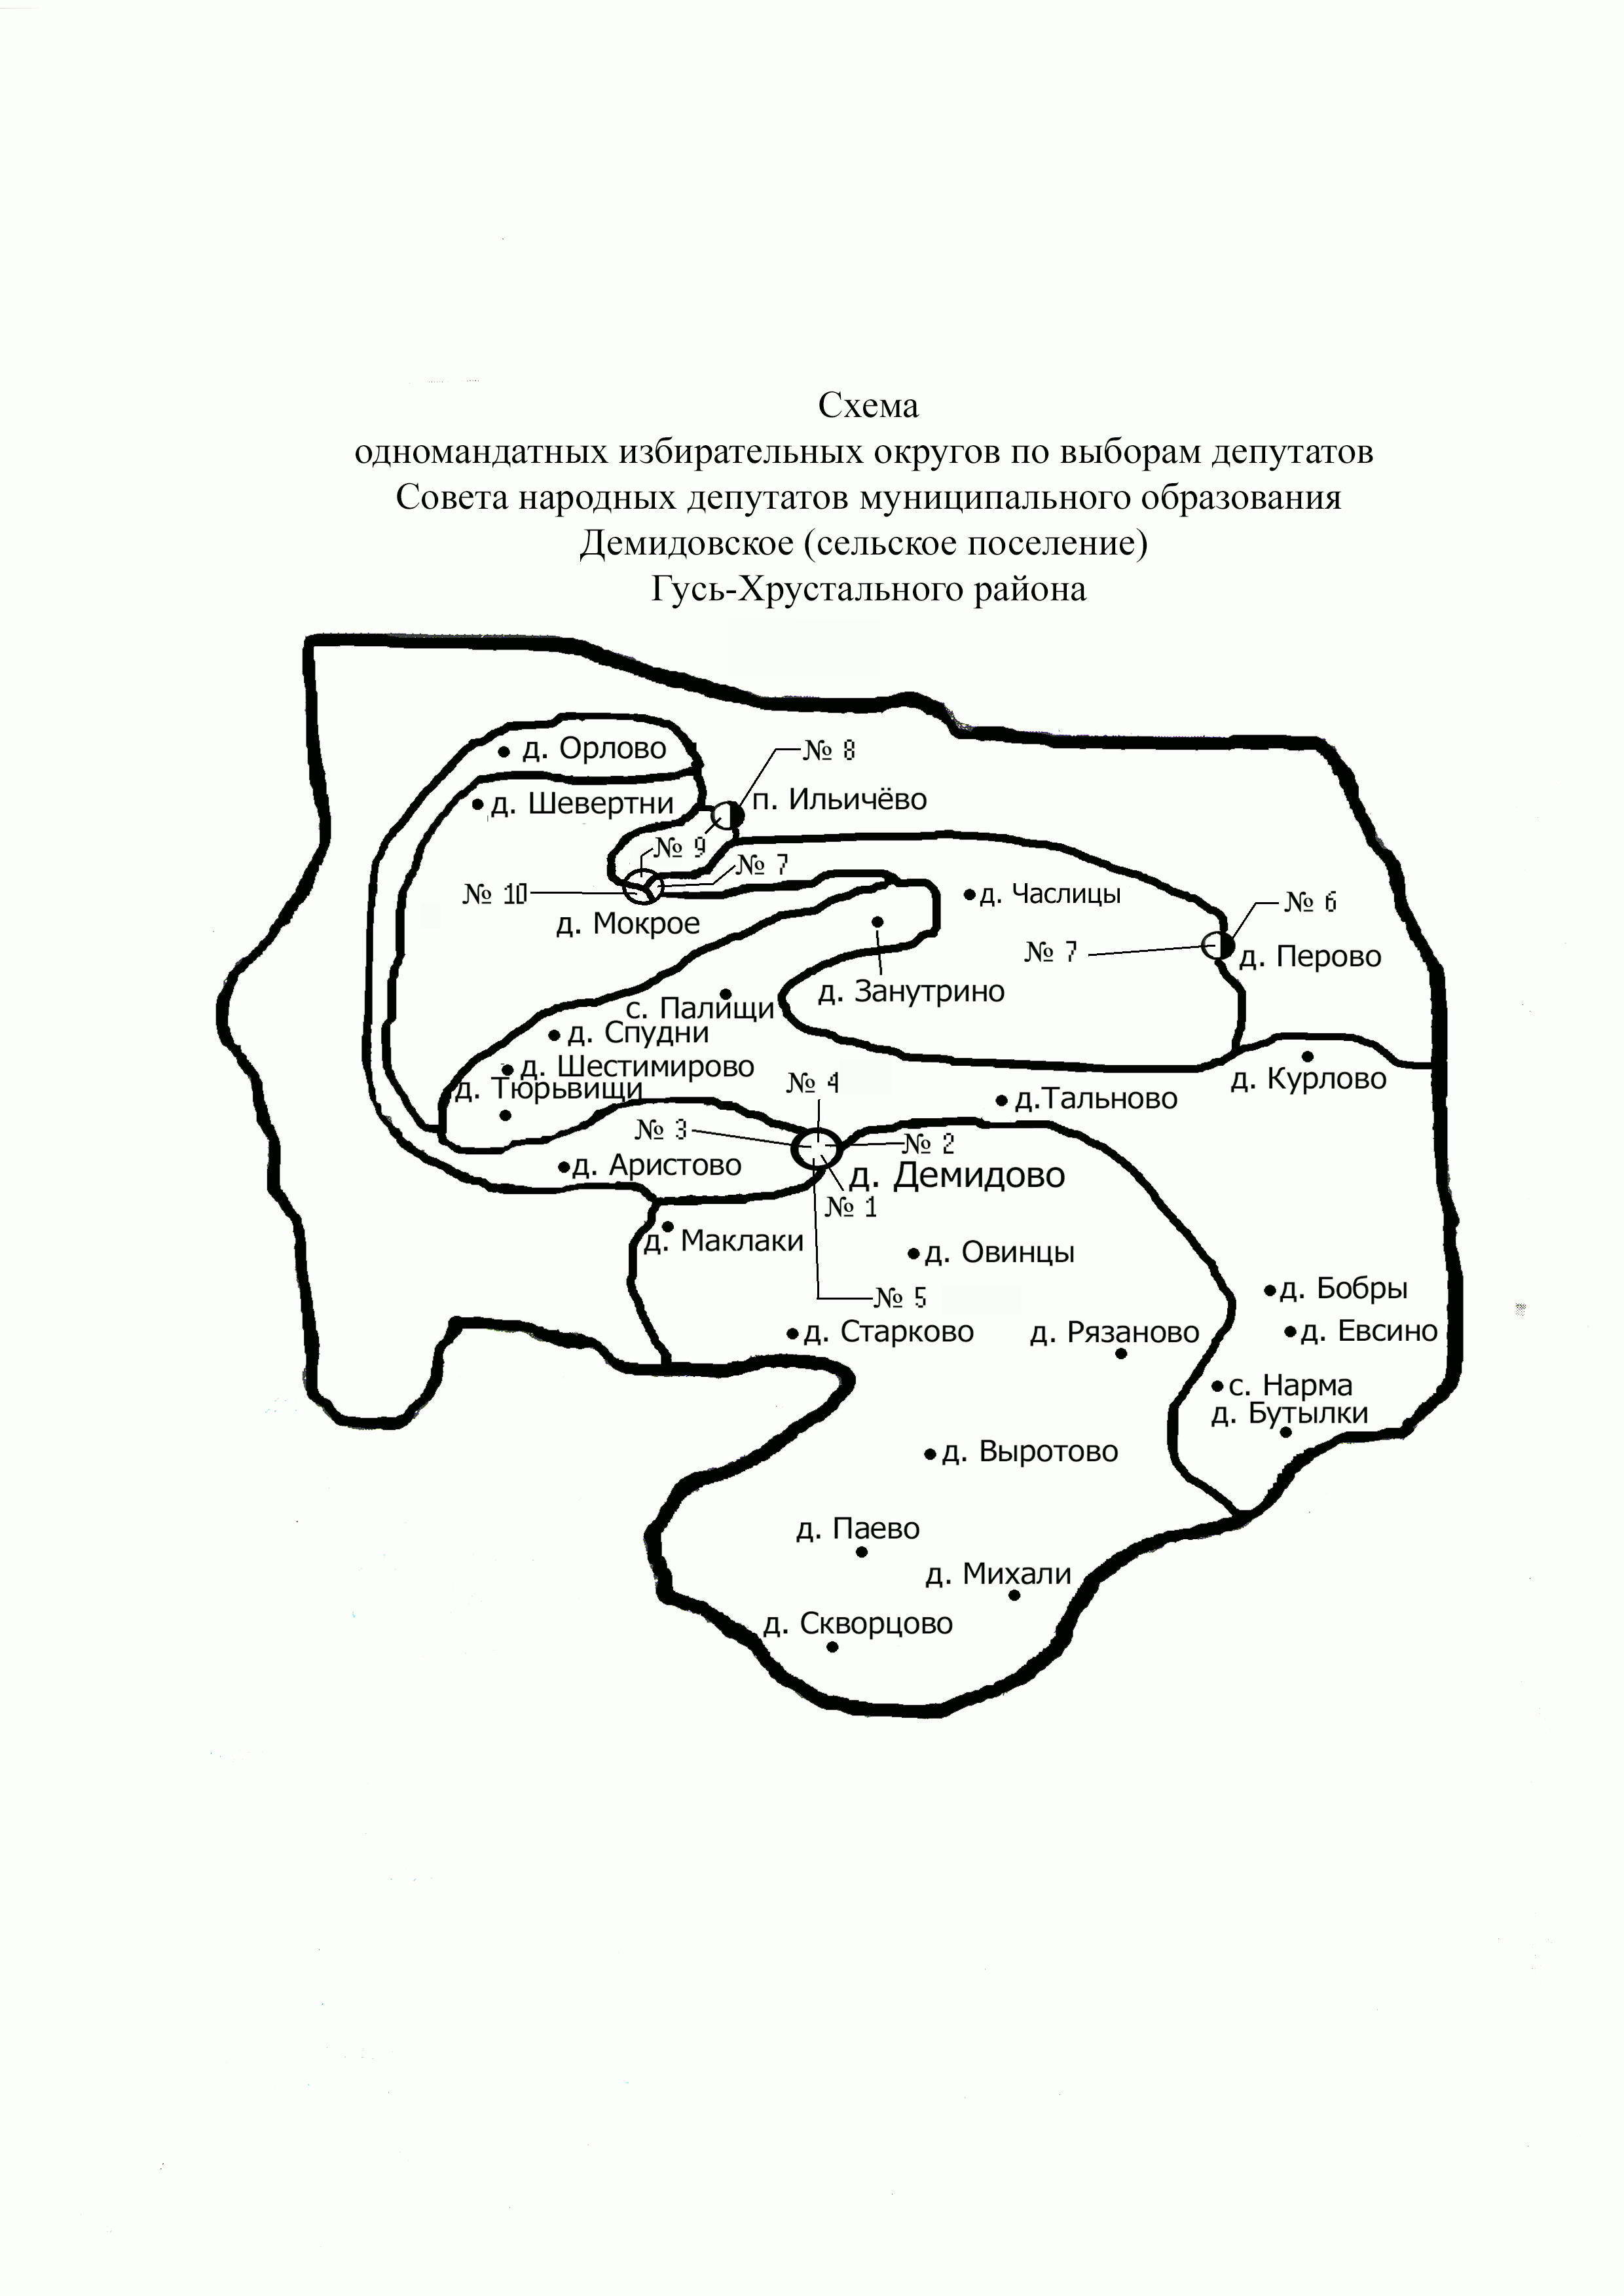 Схема
одномандатных избирательных округов по выборам депутатов
Совета народных депутатов муниципального образования
Демидовское (сельское поселение)
Гусь-Хрустального района
д. Орлово
№ 8
д. Шевертни
п. Ильичёво
№ 9
№ 7
№ 10
д. Часлицы
№ 6
д. Мокрое
№ 7
д. Перово
д. Занутрино
с. Палищи
д. Спудни
д. Шестимирово
д. Тюрьвищи
№ 4
д. Курлово
д.Тальново
№ 3
№ 2
д. Аристово
д. Демидово
№ 1
д. Маклаки
д. Овинцы
№ 5
д. Бобры
д. Старково
д. Рязаново
д. Евсино
с. Нарма
д. Бутылки
д. Выротово
д. Паево
д. Михали
д. Скворцово